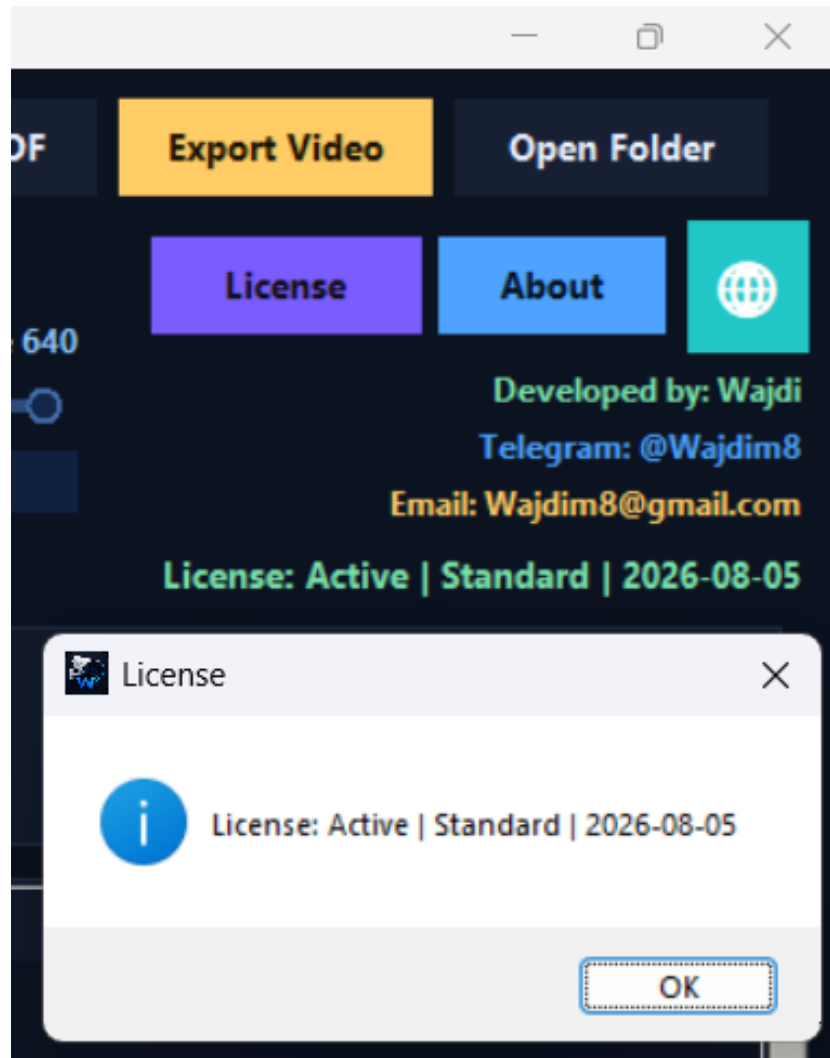 DF Export Video Open Folder
License About
640
Developed by: Wajdi
Telegram: @Wajdim8
Email: Wajdim8@gmail.com
License: Active | Standard | 2026-08-05
License
License: Active | Standard | 2026-08-05
OK